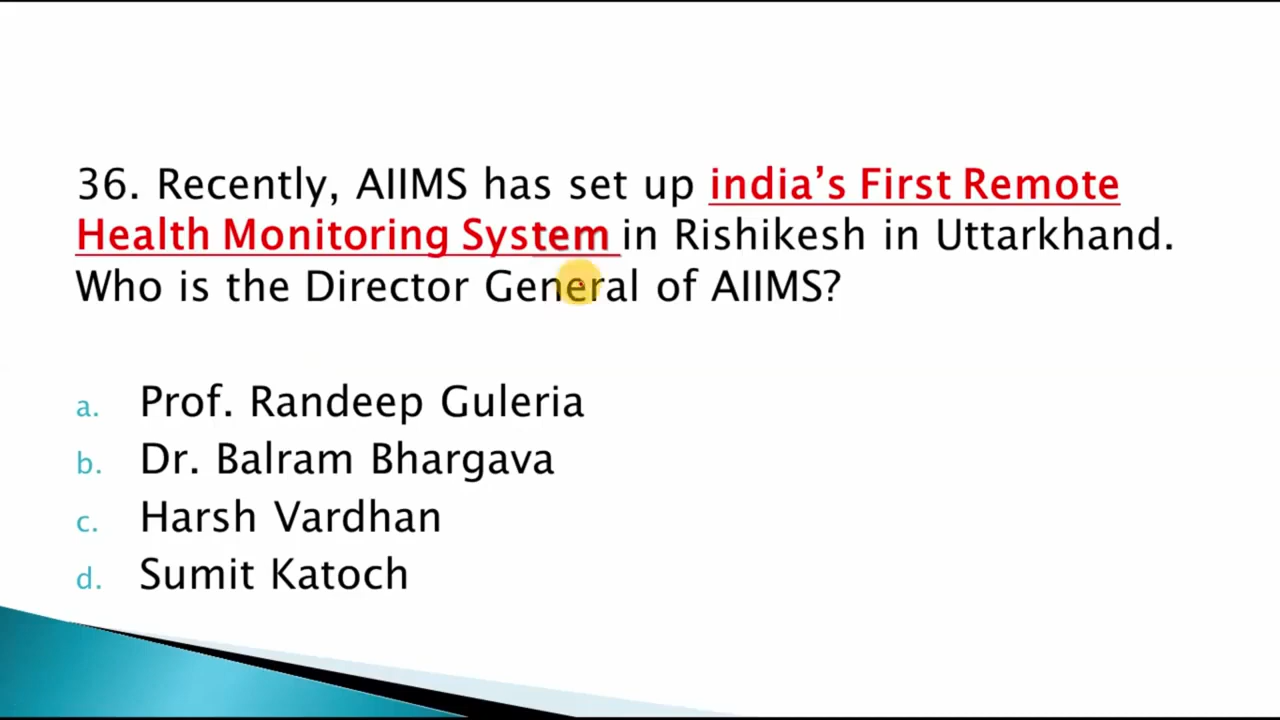 36. Recently, AIIMS has set up india's First Remote
Health Monitoring System in Rishikesh in Uttarkhand.
Who is the Director General of AIIMS?
a. Prof. Randeep Guleria
b. Dr. Balram Bhargava
c. Harsh Vardhan
d. Sumit Katoch